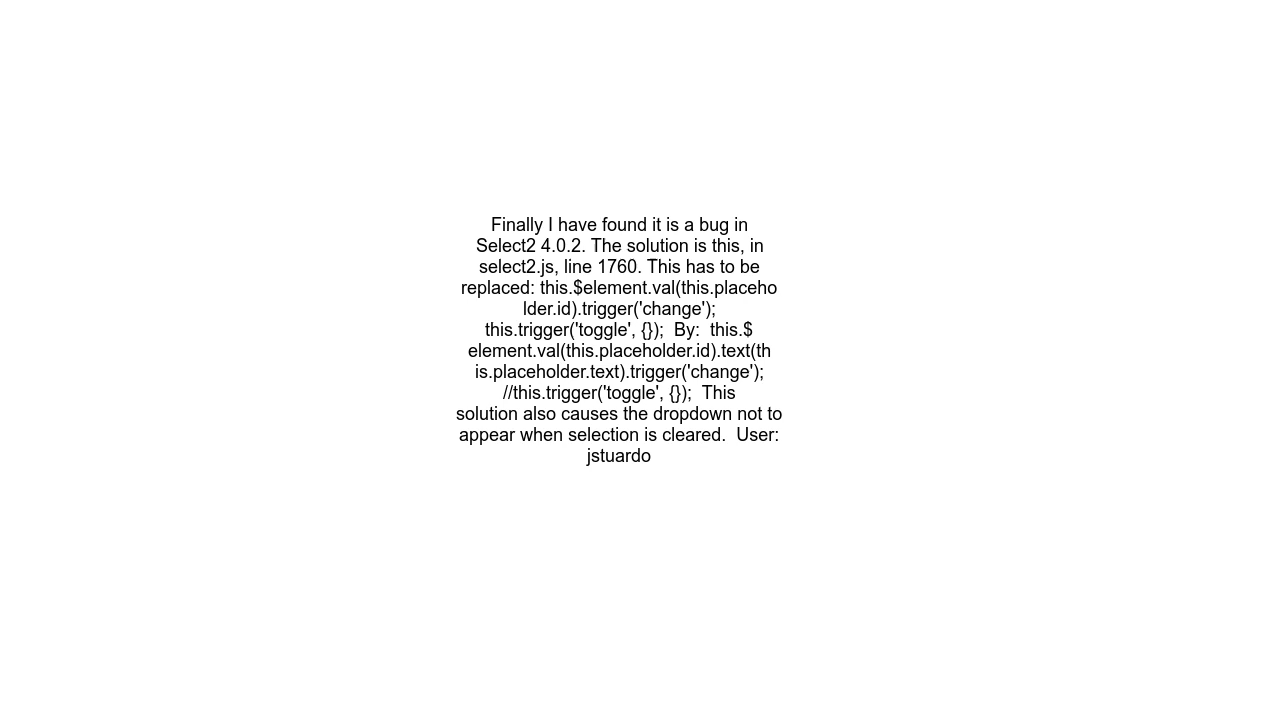 Finally I have found it is a bug in
Select2 4.0.2. The solution is this, in
select2.js, line 1760. This has to be
replaced: this.$element.val(this.placeho
lder.id).trigger('change');
this.trigger('toggle', {});  By:  this.$
element.val(this.placeholder.id).text(th
is.placeholder.text).trigger('change');
//this.trigger('toggle', {});  This
solution also causes the dropdown not to
appear when selection is cleared.  User:
jstuardo